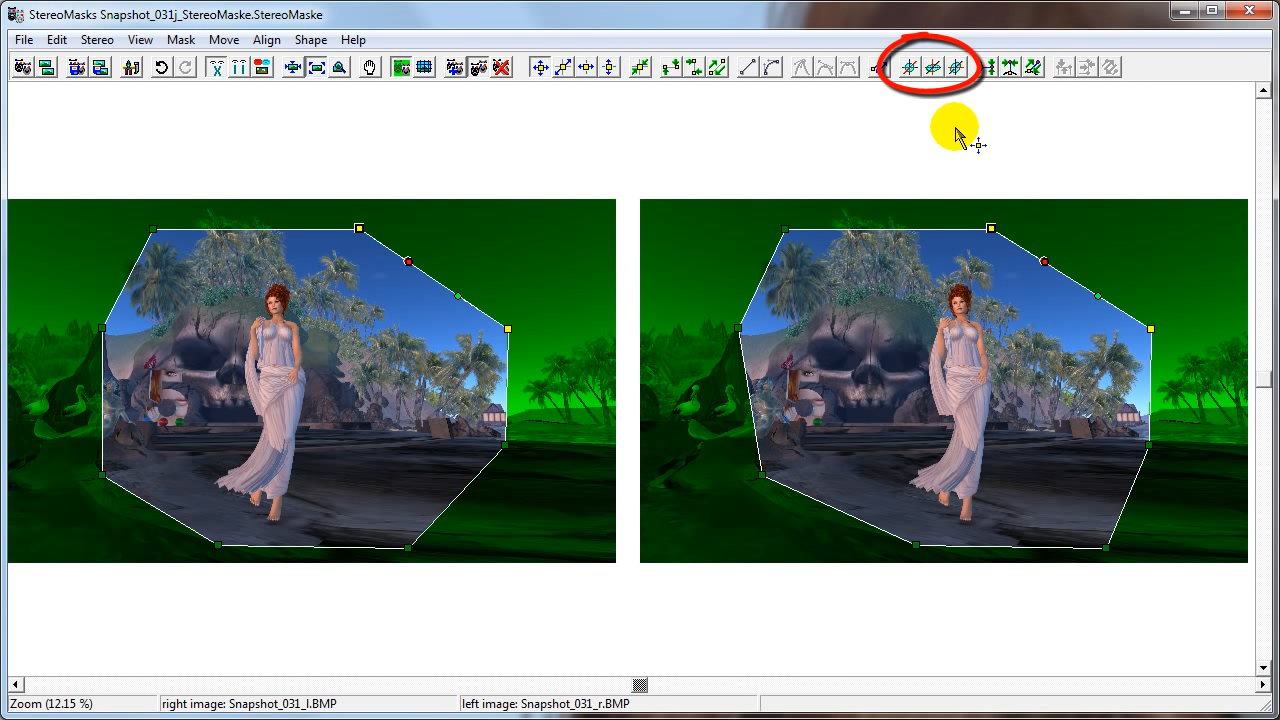 StereoMasks Snapshot_031j_StereoMaske.StereoMaske
File Edit Stereo View Mask Move Align Shape Help
Zoom (12.15 %) right image: Snapshot_031_l.BMP left image: Snapshot_031_r.BMP